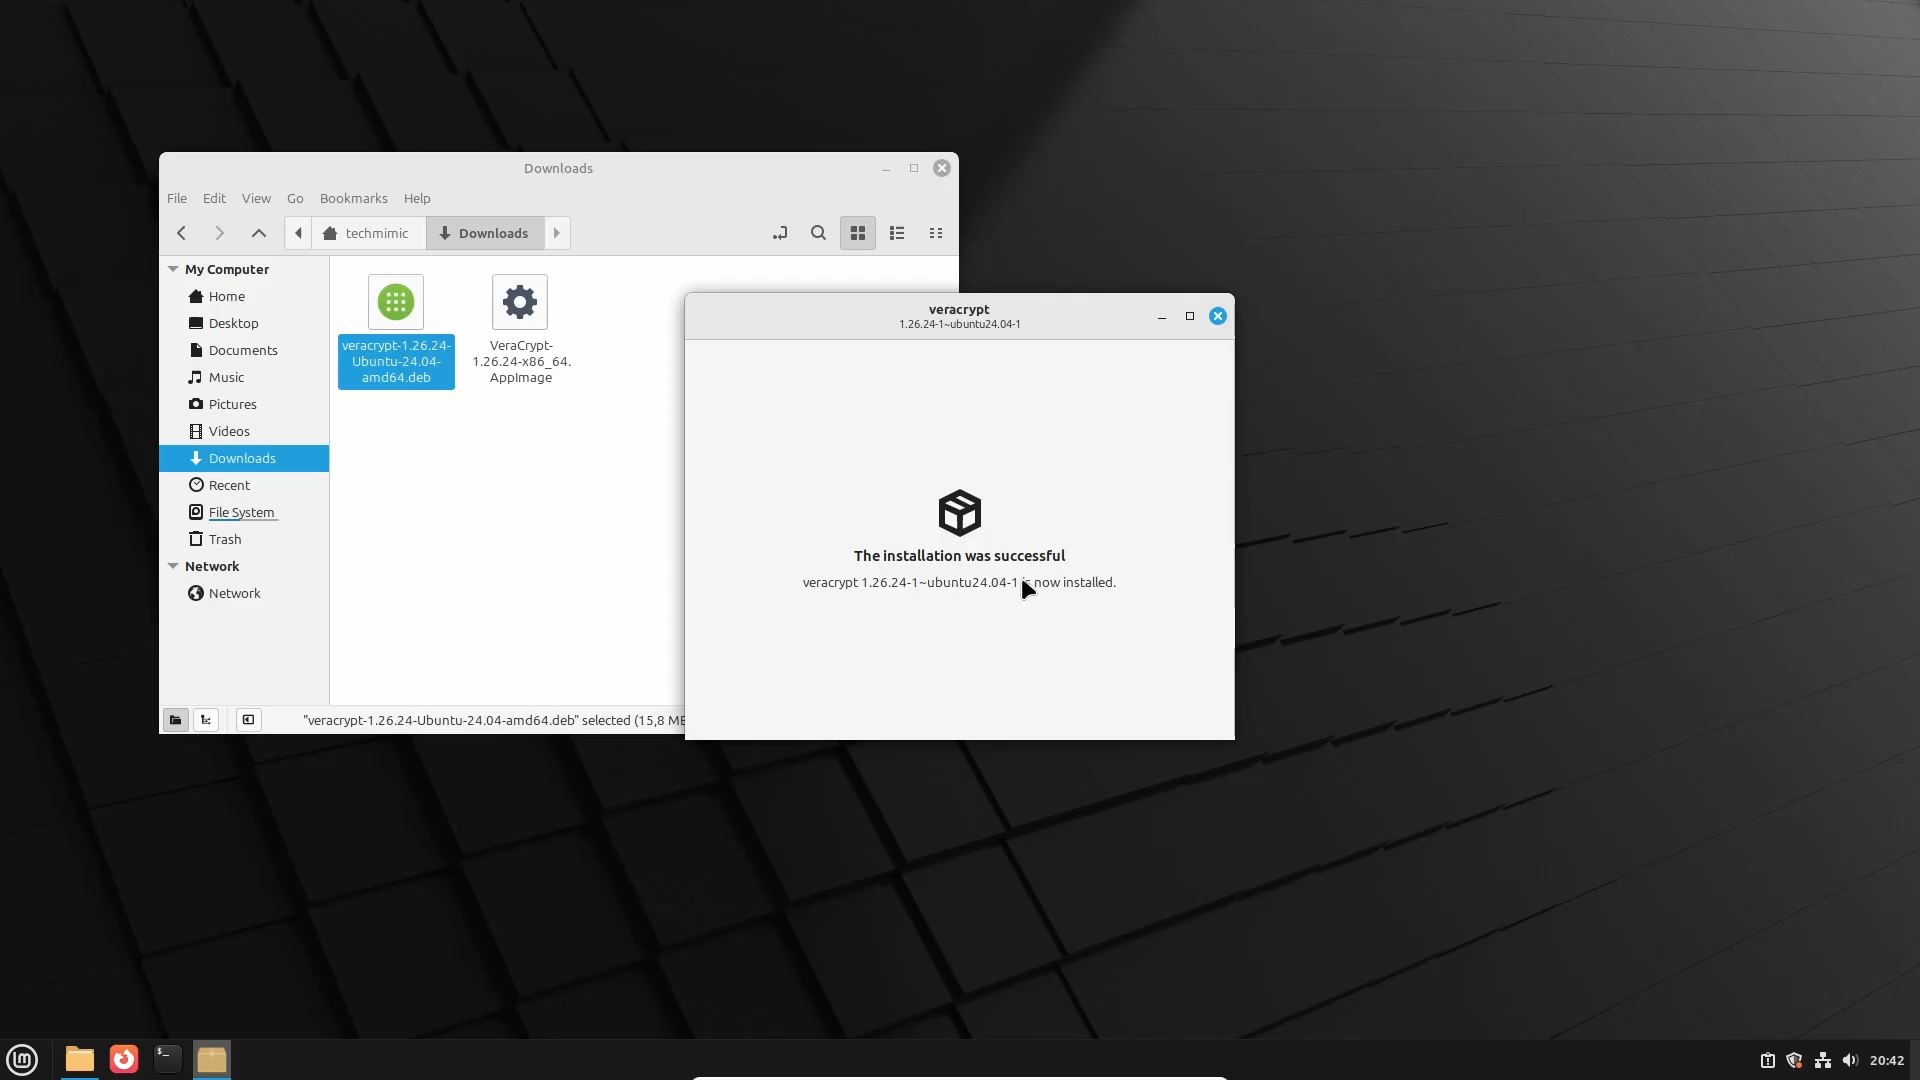 Downloads
File Edit View Go Bookmarks Help
techmimic Downloads
My Computer
Home
Desktop
Documents
Music
Pictures
Videos
Downloads
Recent
File System
Trash
Network
Network
veracrypt-1.26.24-
Ubuntu-24.04-
amd64.deb
VeraCrypt-
1.26.24-x86_64.
AppImage
"veracrypt-1.26.24-Ubuntu-24.04-amd64.deb" selected (15,8 ME
veracrypt
1.26.24-1~ubuntu24.04-1
The installation was successful
veracrypt 1.26.24-1~ubuntu24.04-1 is now installed.
20:42